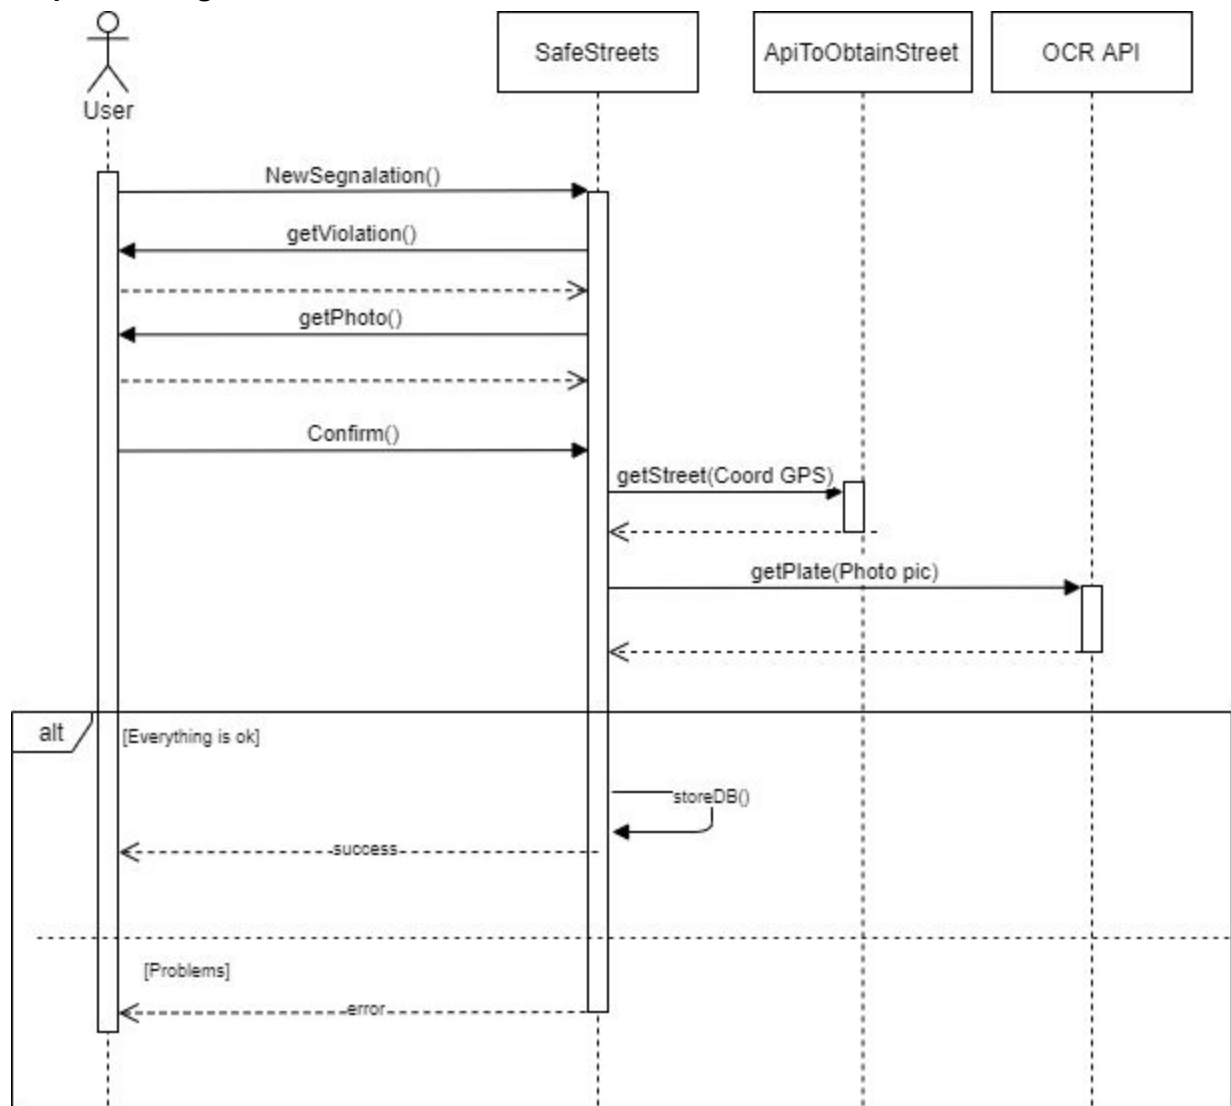 User
SafeStreets
ApiToObtainStreet
OCR API
NewSegnalation()
getViolation()
getPhoto()
Confirm()
getStreet(Coord GPS)
getPlate(Photo pic)
alt
[Everything is ok]
storeDB()
success
[Problems]
error